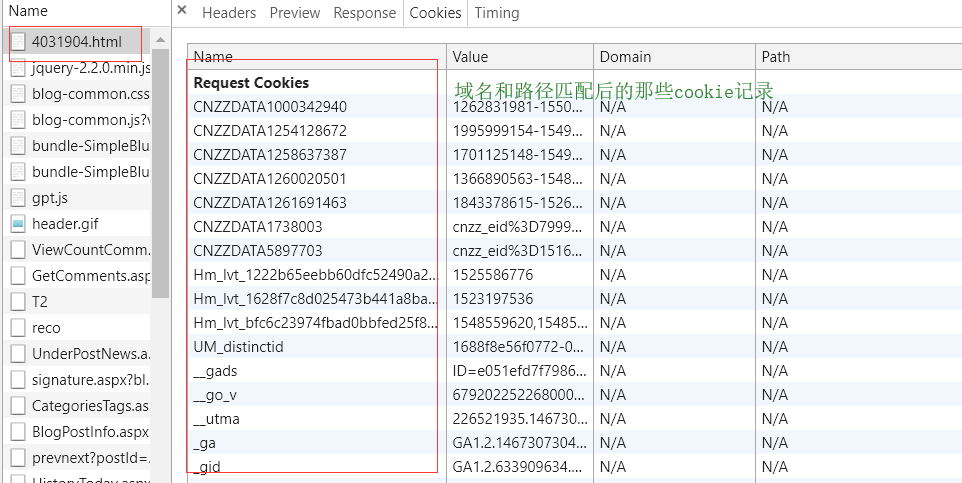 Name
4031904.html
jquery-2.2.0.min.js
blog-common.css
blog-common.js?v
bundle-SimpleBlu
bundle-SimpleBlu
gpt.js
header.gif
ViewCountComm...
GetComments.asp
T2
reco
UnderPostNews.a.
signature.aspx?bl.
CategoriesTags.as
BlogPostInfo.aspx
prevnext?postId=..
HistoryToday.aspx
× Headers Preview Response Cookies Timing
Name Value Domain Path
Request Cookies
域名和路径匹配后的那些cookie记录
CNZZDATA1000342940 1262831981-1550... N/A N/A
CNZZDATA1254128672 1995999154-1549... N/A N/A
CNZZDATA1258637387 1701125148-1549... N/A N/A
CNZZDATA1260020501 1366890563-1548... N/A N/A
CNZZDATA1261691463 1843378615-1526... N/A N/A
CNZZDATA1738003 cnzz_eid%3D7999... N/A N/A
CNZZDATA5897703 cnzz_eid%3D1516... N/A N/A
Hm_lvt_1222b65eebb60dfc52490a2... 1525586776 N/A N/A
Hm_lvt_1628f7c8d025473b441a8ba... 1523197536 N/A N/A
Hm_lvt_bfc6c23974fbad0bbfed25f8... 1548559620,15485... N/A N/A
UM_distinctid 1688f8e56f0772-0... N/A N/A
__gads ID=e051efd7f7986... N/A N/A
__go_v 679202252268000... N/A N/A
__utma 226521935.146730... N/A N/A
_ga GA1.2.1467307304... N/A N/A
_gid GA1.2.633909634.... N/A N/A